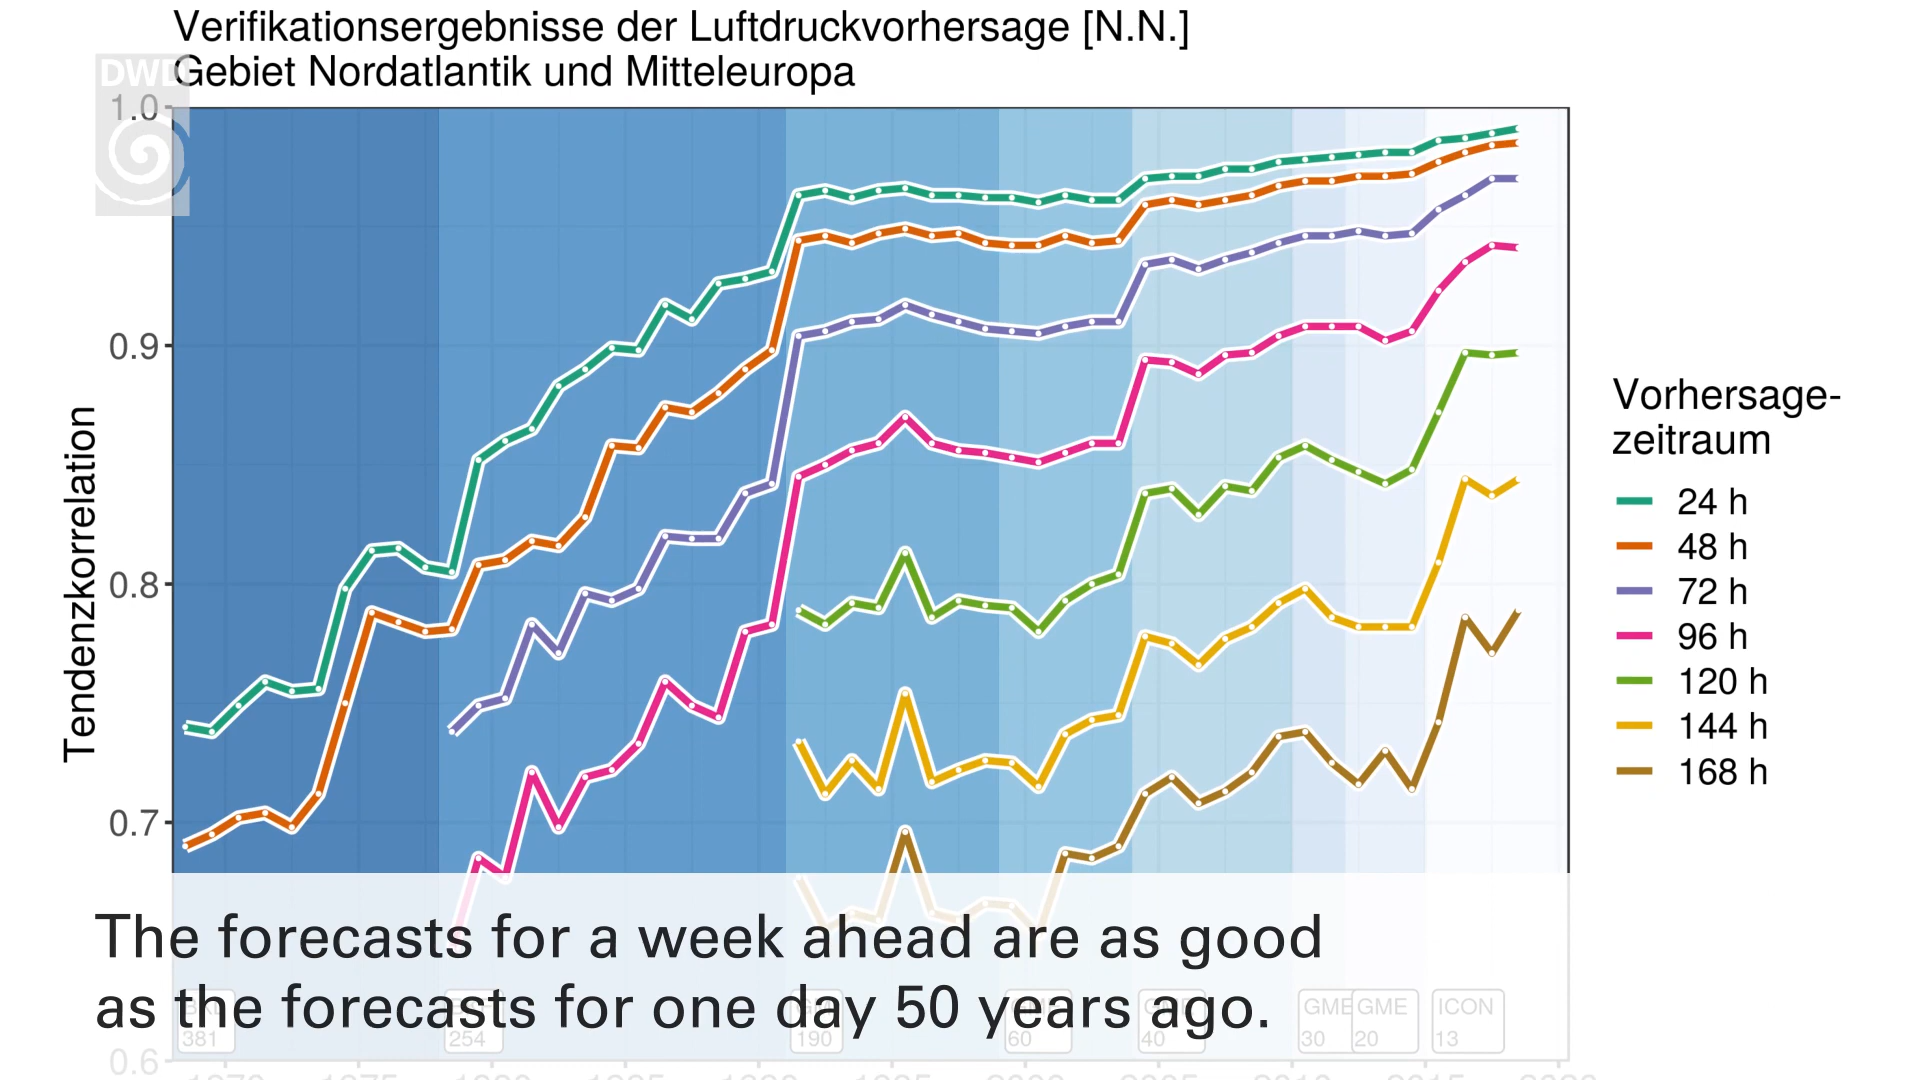 Verifikationsergebnisse der Luftdruckvorhersage [N.N.]
Gebiet Nordatlantik und Mitteleuropa
DWD
1.0
0.9
0.8
0.7
0.6
Tendenzkorrelation
Vorhersage-
zeitraum
24 h
48 h
72 h
96 h
120 h
144 h
168 h
The forecasts for a week ahead are as good
as the forecasts for one day 50 years ago.
381
254
190
60
40
GME
30
GME
20
ICON
13